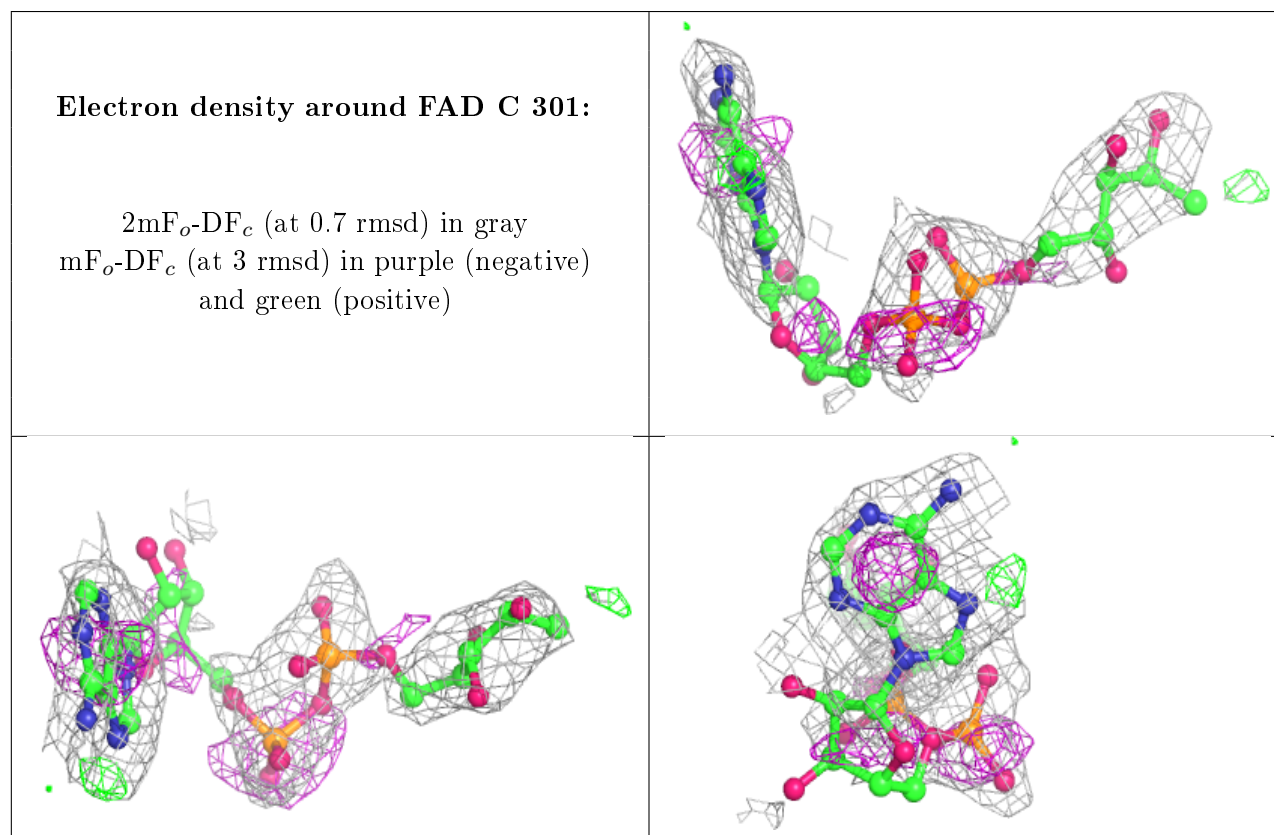 Electron density around FAD C 301:
2mFo-DFc (at 0.7 rmsd) in gray
mFo-DFc (at 3 rmsd) in purple (negative)
and green (positive)